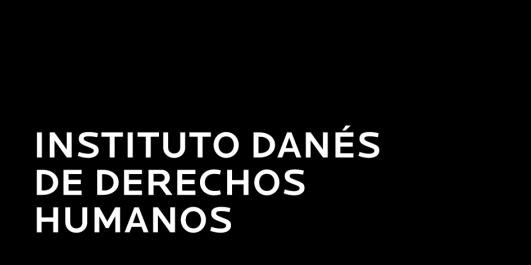 INSTITUTO DANÉS
DE DERECHOS
HUMANOS